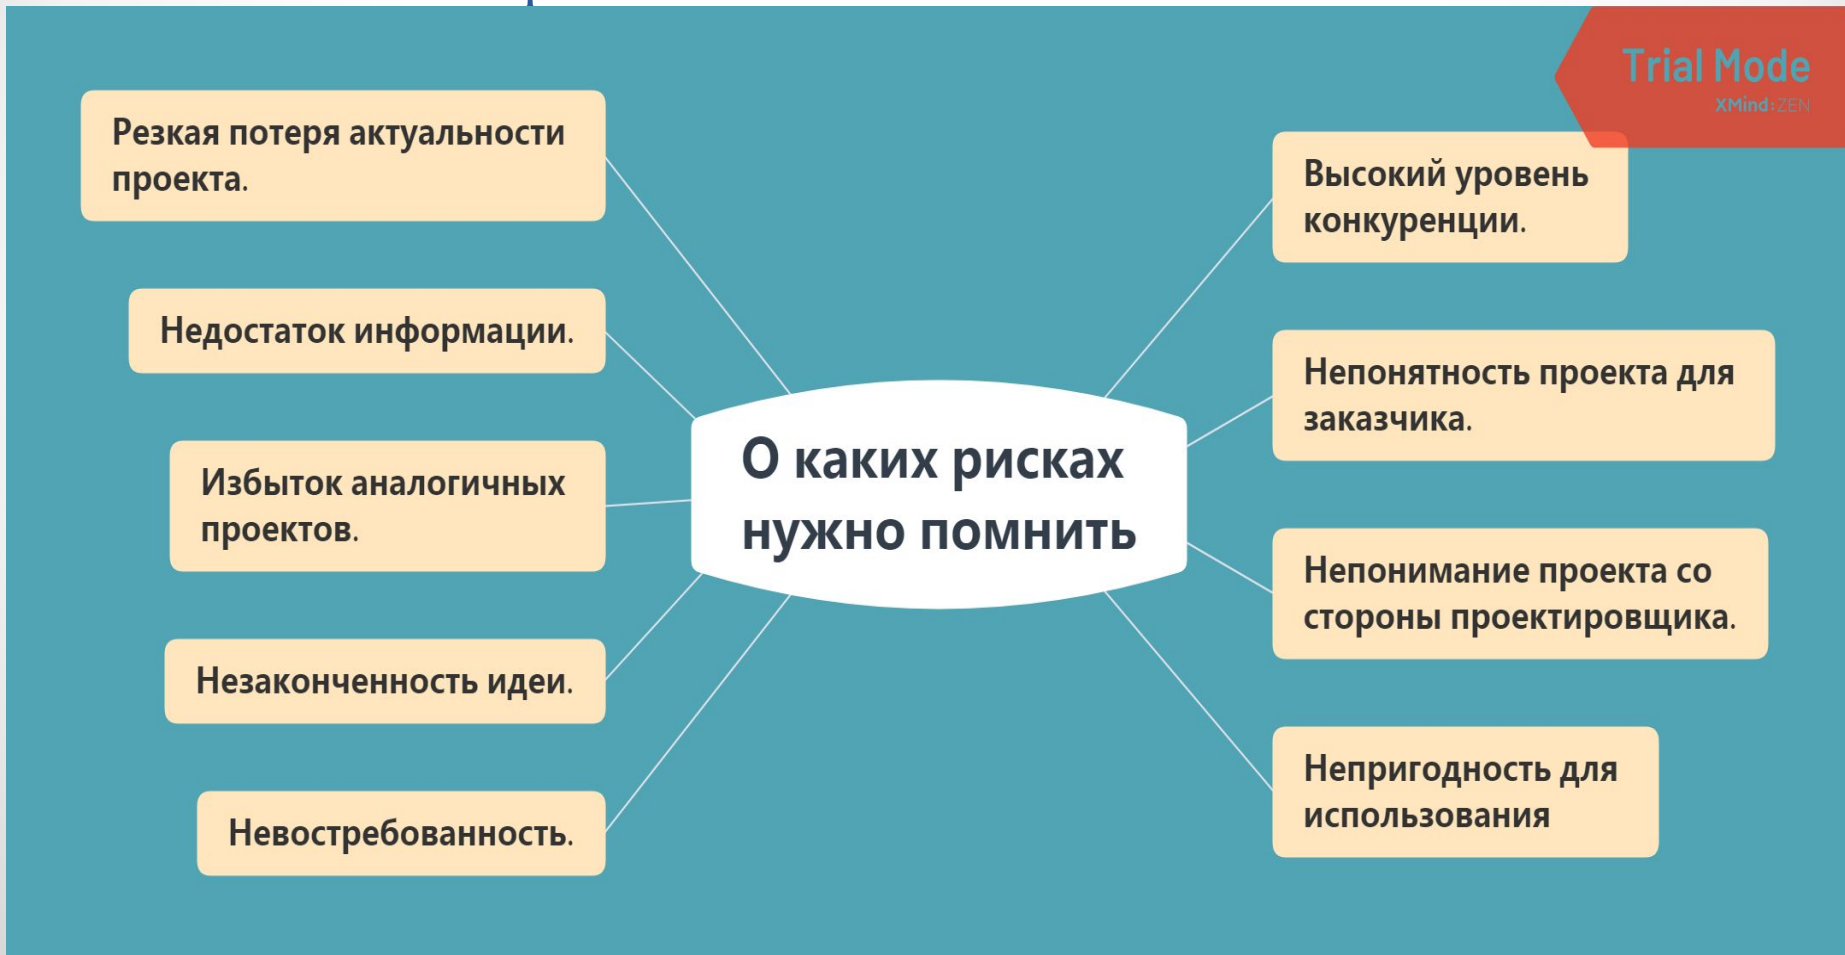 Trial Mode
XMind:ZEN
Резкая потеря актуальности
проекта.
Недостаток информации.
Избыток аналогичных
проектов.
Незаконченность идеи.
Невостребованность.
О каких рисках
нужно помнить
Высокий уровень
конкуренции.
Непонятность проекта для
заказчика.
Непонимание проекта со
стороны проектировщика.
Непригодность для
использования